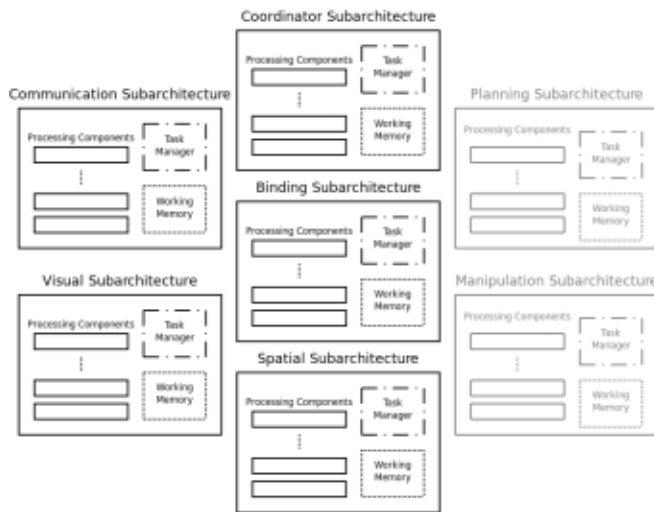 Coordinator Subarchitecture
Processing Components
Task
Manager
Working
Memory
Communication Subarchitecture
Processing Components
Task
Manager
Working
Memory
Planning Subarchitecture
Processing Components
Task
Manager
Working
Memory
Binding Subarchitecture
Processing Components
Task
Manager
Working
Memory
Visual Subarchitecture
Processing Components
Task
Manager
Working
Memory
Manipulation Subarchitecture
Processing Components
Task
Manager
Working
Memory
Spatial Subarchitecture
Processing Components
Task
Manager
Working
Memory